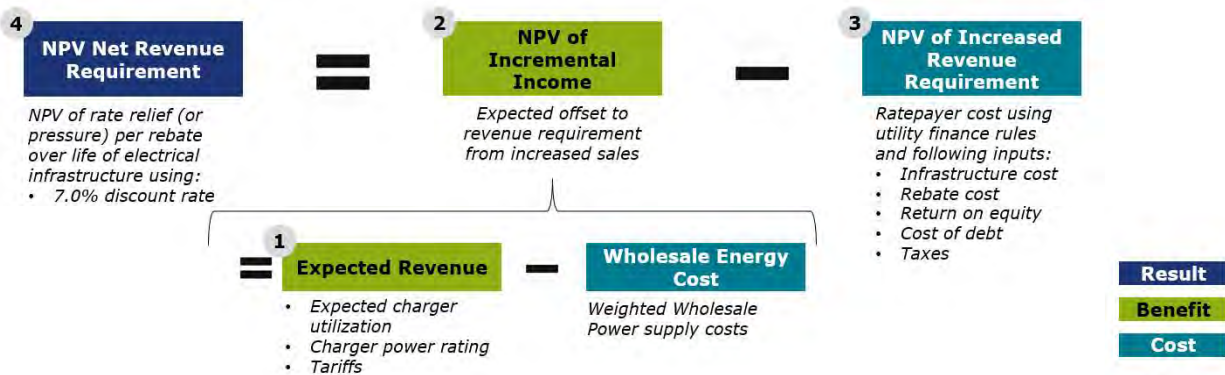 4
NPV Net Revenue
Requirement
=
2
NPV of
Incremental
Income
-
3
NPV of Increased
Revenue
Requirement
NPV of rate relief (or
pressure) per rebate
over life of electrical
infrastructure using:
• 7.0% discount rate
Expected offset to
revenue requirement
from increased sales
Ratepayer cost using
utility finance rules
and following inputs:
• Infrastructure cost
• Rebate cost
• Return on equity
• Cost of debt
• Taxes
=
1
Expected Revenue
-
Wholesale Energy
Cost
• Expected charger
utilization
• Charger power rating
• Tariffs
Weighted Wholesale
Power supply costs
Result
Benefit
Cost